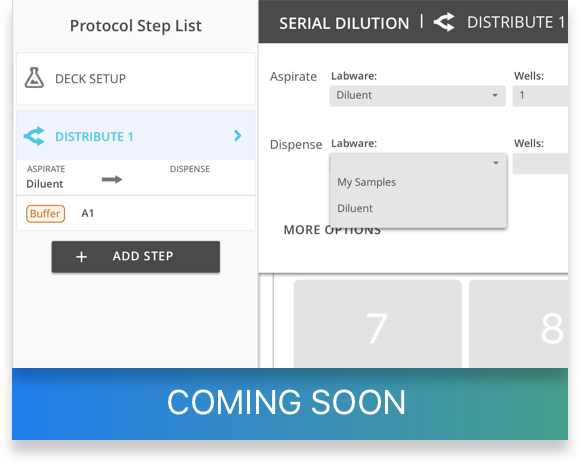 Protocol Step List
SERIAL DILUTION | DISTRIBUTE 1
DECK SETUP
DISTRIBUTE 1
ASPIRATE DISPENSE
Diluent
Buffer A1
+ ADD STEP
Aspirate Labware: Wells:
Diluent 1
Dispense Labware: Wells:
My Samples
Diluent
MORE OPTIONS
7 8
COMING SOON